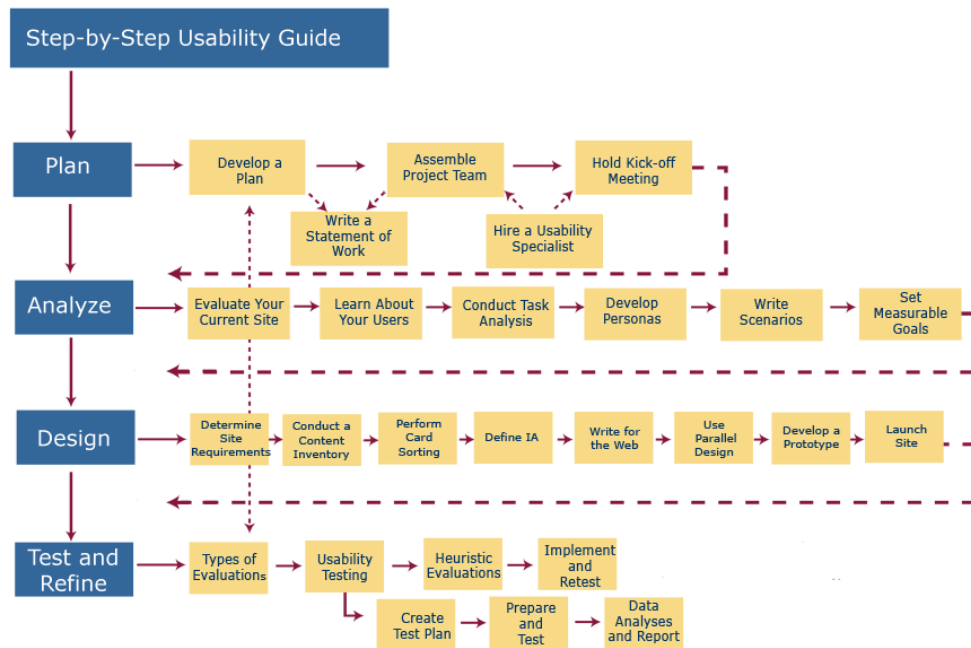 Step-by-Step Usability Guide
Plan
Develop a
Plan
Assemble
Project Team
Hold Kick-off
Meeting
Write a
Statement of
Work
Hire a Usability
Specialist
Analyze
Evaluate Your
Current Site
Learn About
Your Users
Conduct Task
Analysis
Develop
Personas
Write
Scenarios
Set
Measurable
Goals
Design
Determine
Site
Requirements
Conduct a
Content
Inventory
Perform
Card
Sorting
Define IA
Write for
the Web
Use
Parallel
Design
Develop a
Prototype
Launch
Site
Test and
Refine
Types of
Evaluations
Usability
Testing
Heuristic
Evaluations
Implement
and
Retest
Create
Test Plan
Prepare
and
Test
Data
Analyses
and Report